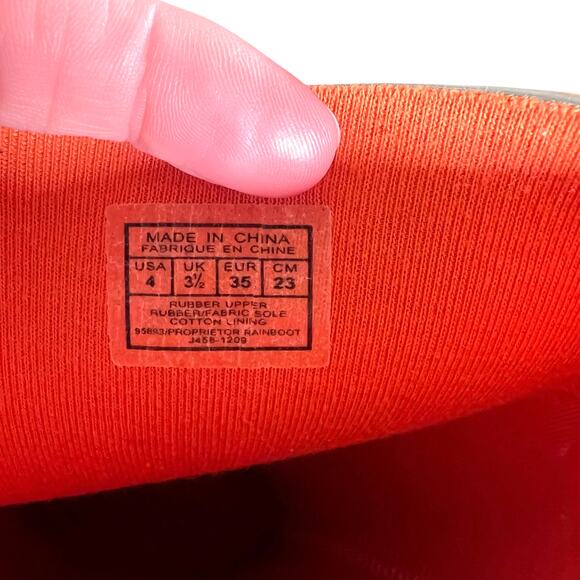 MADE IN CHINA
FABRIQUE EN CHINE
USA UK EUR CM
4 3½ 35 23
RUBBER UPPER
RUBBER/FABRIC SOLE
COTTON LINING
95893/PROPRIETOR RAINBOOT
J458-1209